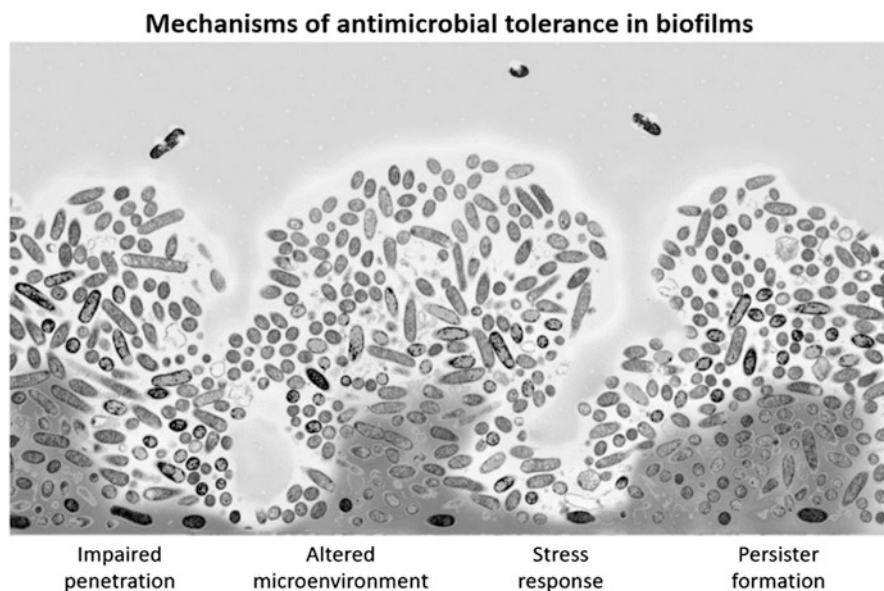 Mechanisms of antimicrobial tolerance in biofilms
Impaired
penetration
Altered
microenvironment
Stress
response
Persister
formation